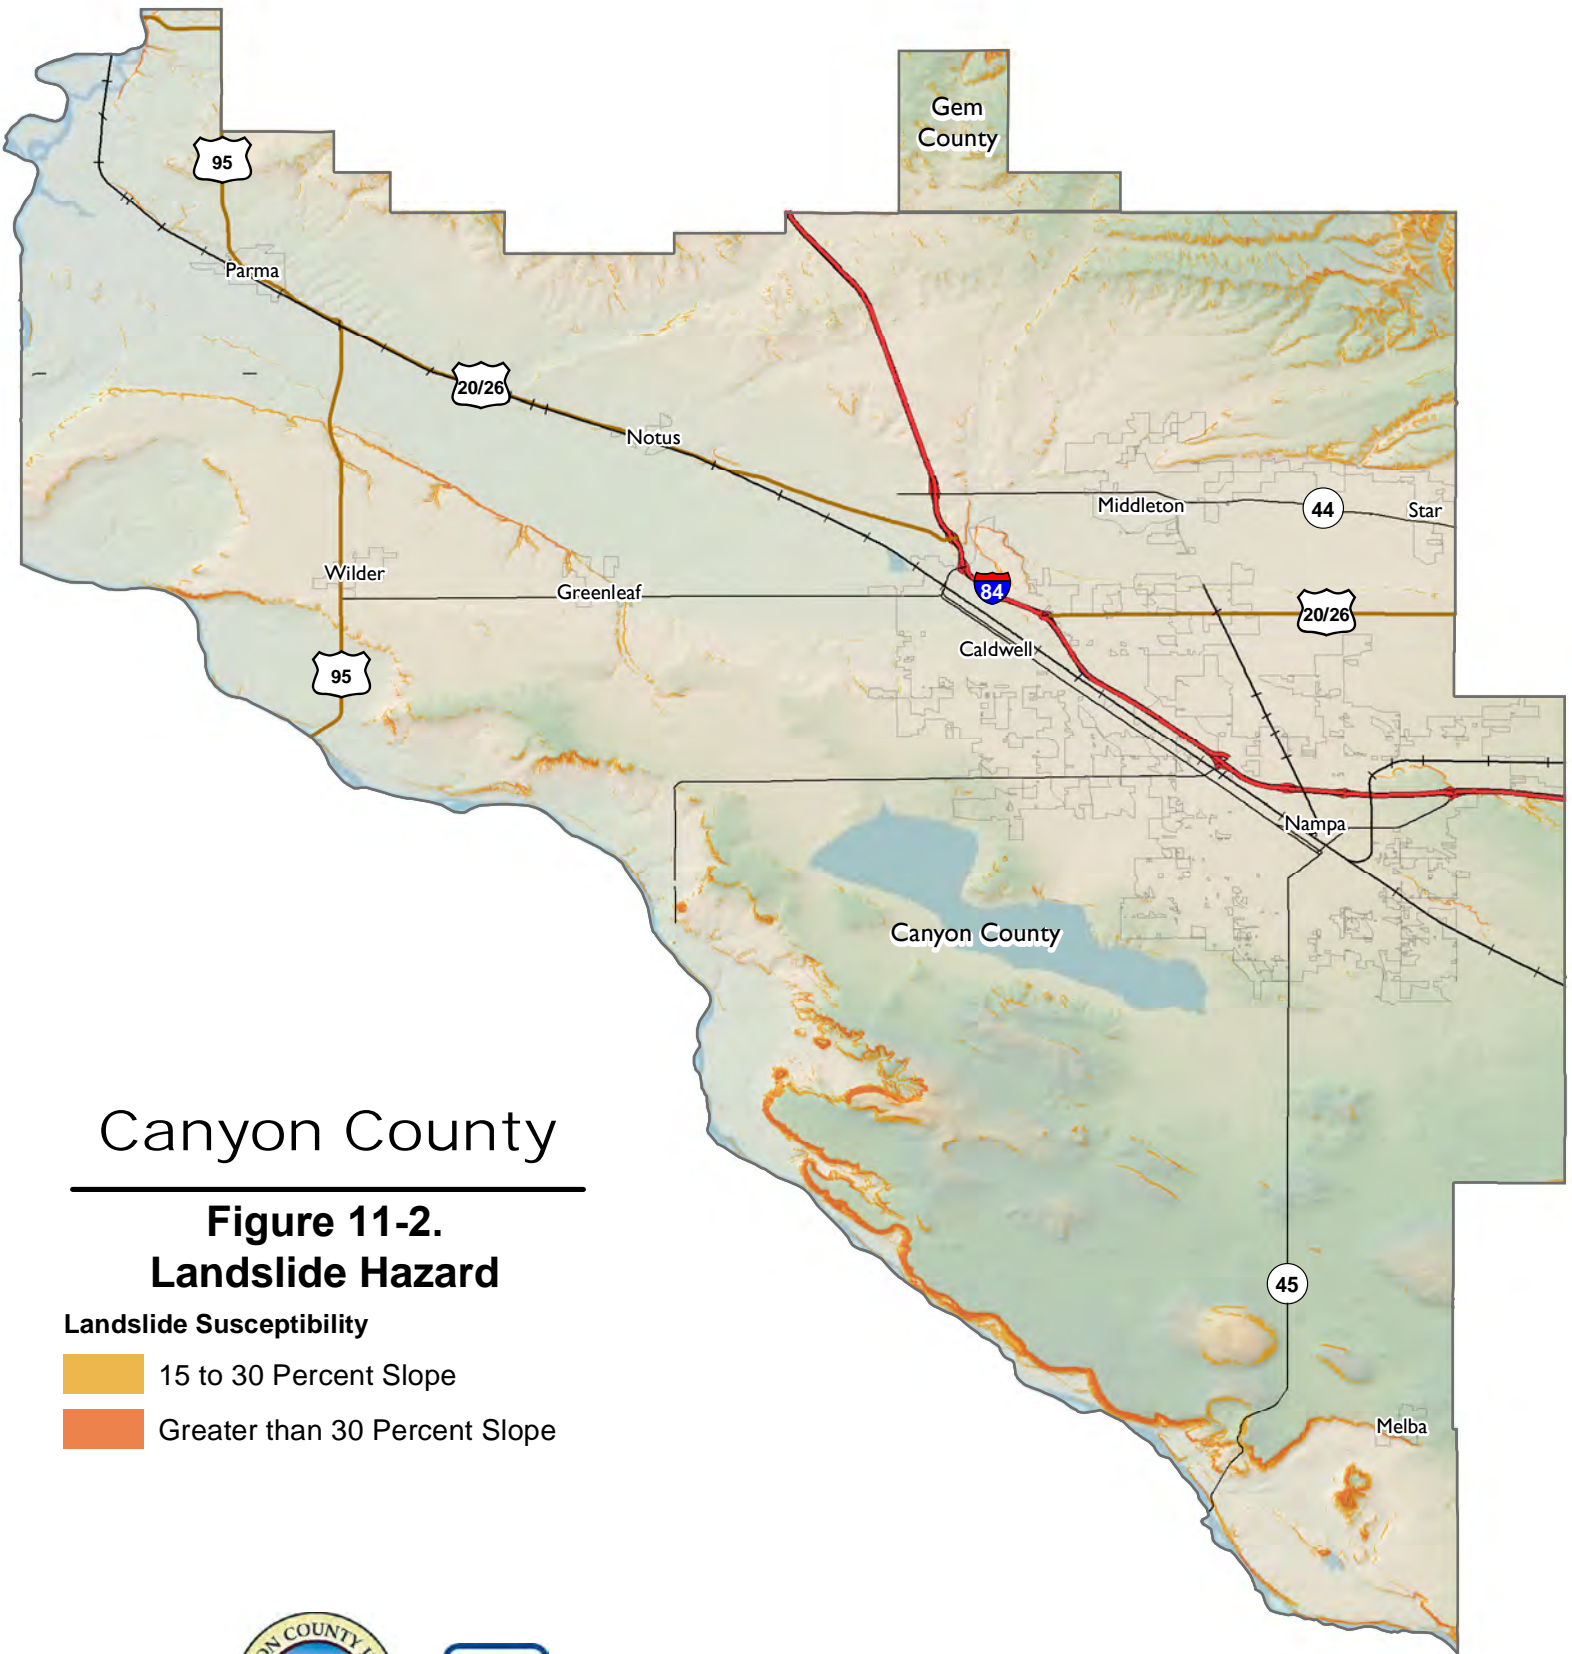 Gem
County
95
Parma
20/26
Notus
Middleton
44
Star
Wilder
Greenleaf
84
20/26
Caldwell
95
Nampa
Canyon County
45
Melba
Canyon County
Figure 11-2.
Landslide Hazard
Landslide Susceptibility
15 to 30 Percent Slope
Greater than 30 Percent Slope
COUNTY